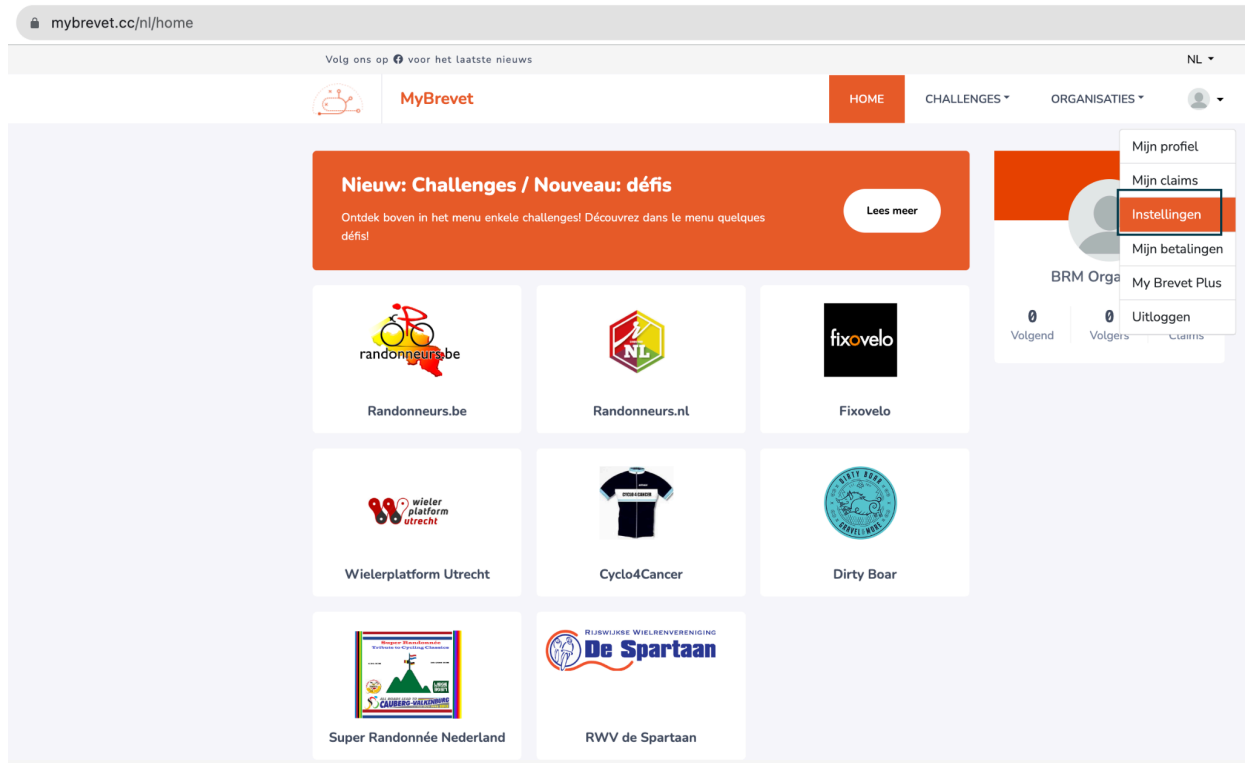 mybrevet.cc/nl/home
Volg ons op voor het laatste nieuws
NL
MyBrevet
HOME
CHALLENGES
ORGANISATIES
Mijn profiel
Mijn claims
Instellingen
Mijn betalingen
My Brevet Plus
Uitloggen
Nieuw: Challenges / Nouveau: défis
Ontdek boven in het menu enkele challenges! Découvrez dans le menu quelques
défis!
Lees meer
BRM Orga
0
0
Volgend
Volgers
Claims
randonneurs.be
Randonneurs.be
NL
Randonneurs.nl
fixovelo
Fixovelo
wieler
platform
utrecht
Wielerplatform Utrecht
CYCLO4CANCER
Cyclo4Cancer
DIRTY BOAR
GRAVEL & MORE
Dirty Boar
Super Randonnée
Tribute to Cycling Classics
CAUBERG-VALKENBURG
Super Randonnée Nederland
RIJSWIJKSE WIELRENVERENIGING
De Spartaan
RWV de Spartaan